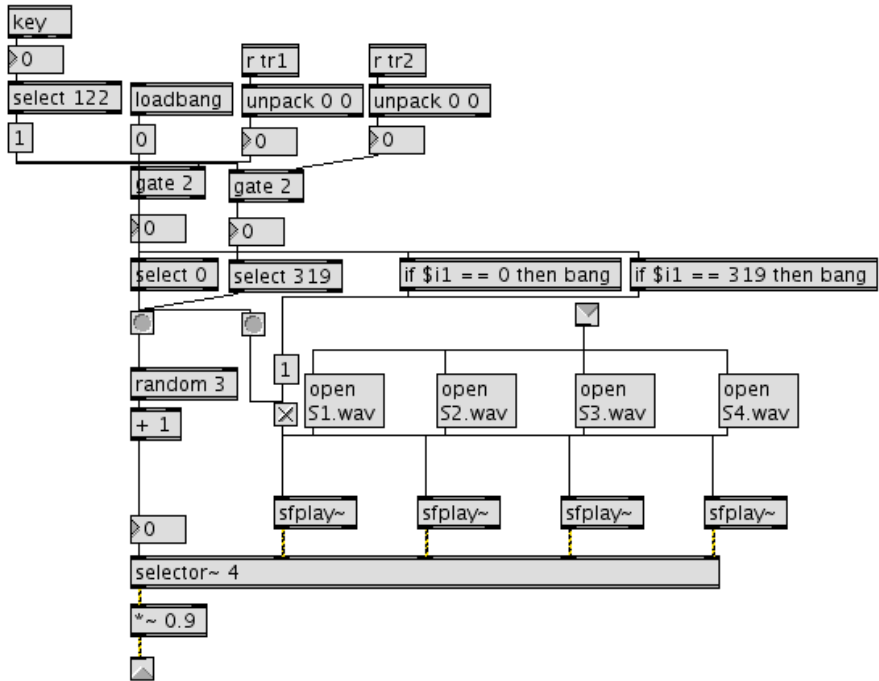 key
0
r tr1
r tr2
select 122
loadbang
unpack 0 0
unpack 0 0
1
0
0
0
gate 2
gate 2
0
0
select 0
select 319
if $i1 == 0 then bang
if $i1 == 319 then bang
random 3
1
open
S1.wav
open
S2.wav
open
S3.wav
open
S4.wav
+ 1
sfplay~
sfplay~
sfplay~
sfplay~
0
selector~ 4
*~ 0.9